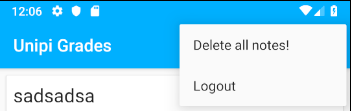 12:06
Unipi Grades
Delete all notes!
Logout
sadsadsa